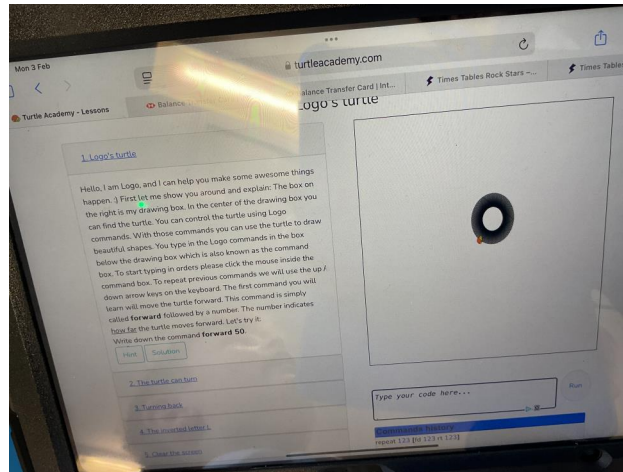 Mon 3 Feb
turtleacademy.com
Turtle Academy - Lessons
Balance
alance Transfer Card | Int...
Times Tables Rock Stars -...
Times Table
Logo's turtle
1. Logo's turtle
Hello, I am Logo, and I can help you make some awesome things
happen. :) First let me show you around and explain: The box on
the right is my drawing box. In the center of the drawing box you
can find the turtle. You can control the turtle using Logo
commands. With those commands you can use the turtle to draw
beautiful shapes. You type in the Logo commands in the box
below the drawing box which is also known as the command
box. To start typing in orders please click the mouse inside the
command box. To repeat previous commands we will use the up /
down arrow keys on the keyboard. The first command you will
learn will move the turtle forward. This command is simply
called forward followed by a number. The number indicates
how far the turtle moves forward. Let's try it:
Write down the command forward 50.
Hint
Solution
2. The turtle can turn
3. Turning back
4. The inverted letter L
5. Clear the screen
Type your code here...
Run
Commands history
repeat 123 [fd 123 rt 123]